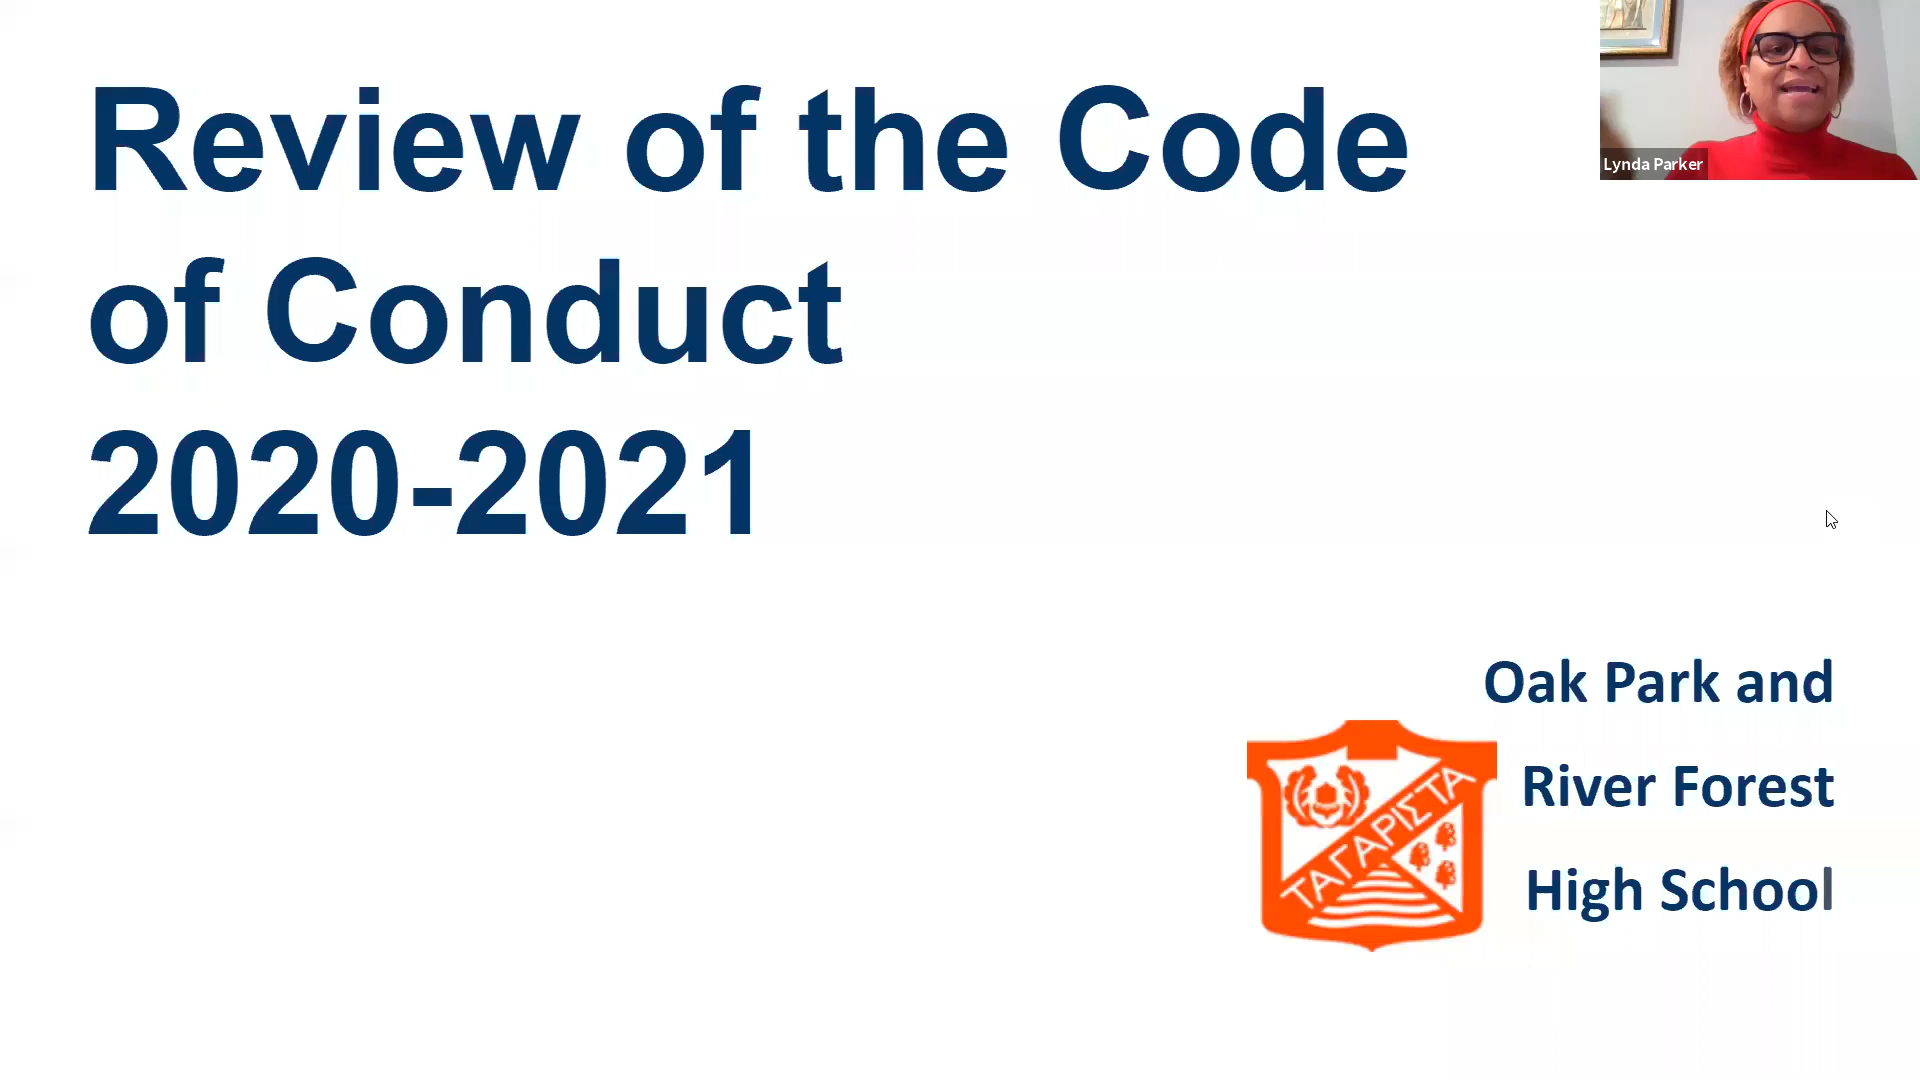 Review of the Code
of Conduct
2020-2021
Lynda Parker
Oak Park and
River Forest
High School
ΤΑΓΑΡΙΣΤΑ